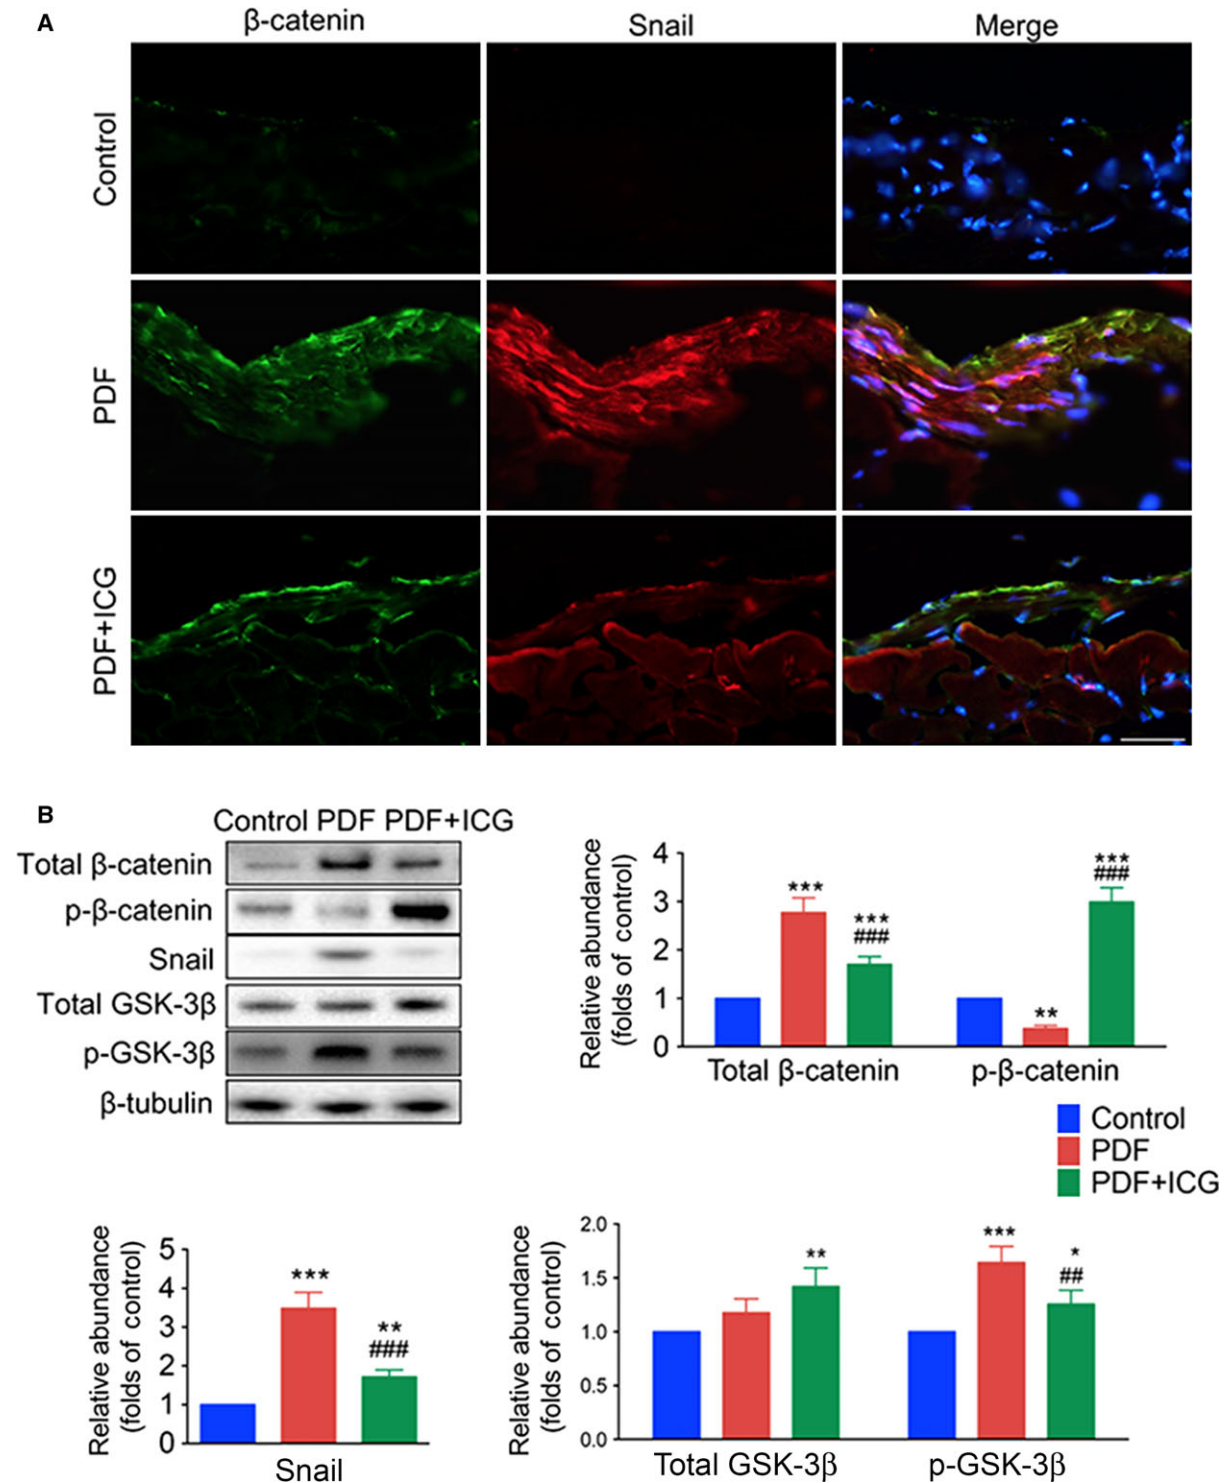 A
β-catenin Snail Merge
Control
PDF
PDF+ICG
B
Control PDF PDF+ICG
Total β-catenin
p-β-catenin
Snail
Total GSK-3β
p-GSK-3β
β-tubulin
Relative abundance
(folds of control)
4
3
2
1
0
***
***
###
**
***
###
Total β-catenin p-β-catenin
Control
PDF
PDF+ICG
Relative abundance
(folds of control)
5
4
3
2
1
0
***
**
###
Snail
Relative abundance
(folds of control)
2.0
1.5
1.0
0.5
0.0
**
***
*
##
Total GSK-3β p-GSK-3β